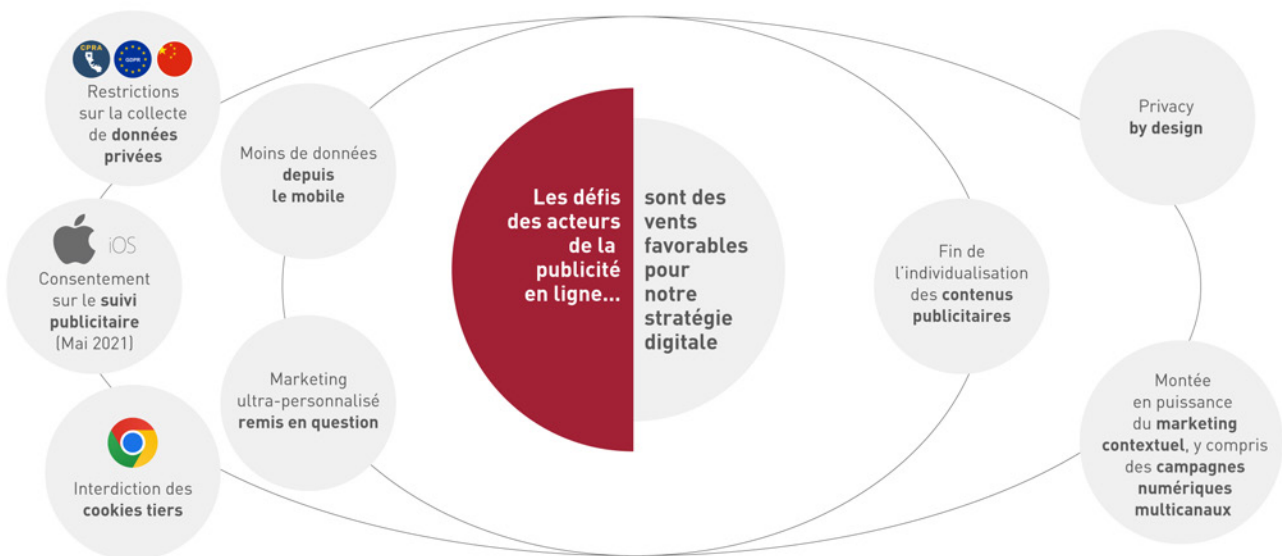 CPRA
GDPR
Restrictions
sur la collecte
de données
privées
Moins de données
depuis
le mobile
iOS
Consentement
sur le suivi
publicitaire
(Mai 2021)
Marketing
ultra-personnalisé
remis en question
Interdiction des
cookies tiers
Les défis
des acteurs
de la
publicité
en ligne...
sont des
vents
favorables
pour
notre
stratégie
digitale
Fin de
l'individualisation
des contenus
publicitaires
Privacy
by design
Montée
en puissance
du marketing
contextuel, y compris
des campagnes
numériques
multicanaux